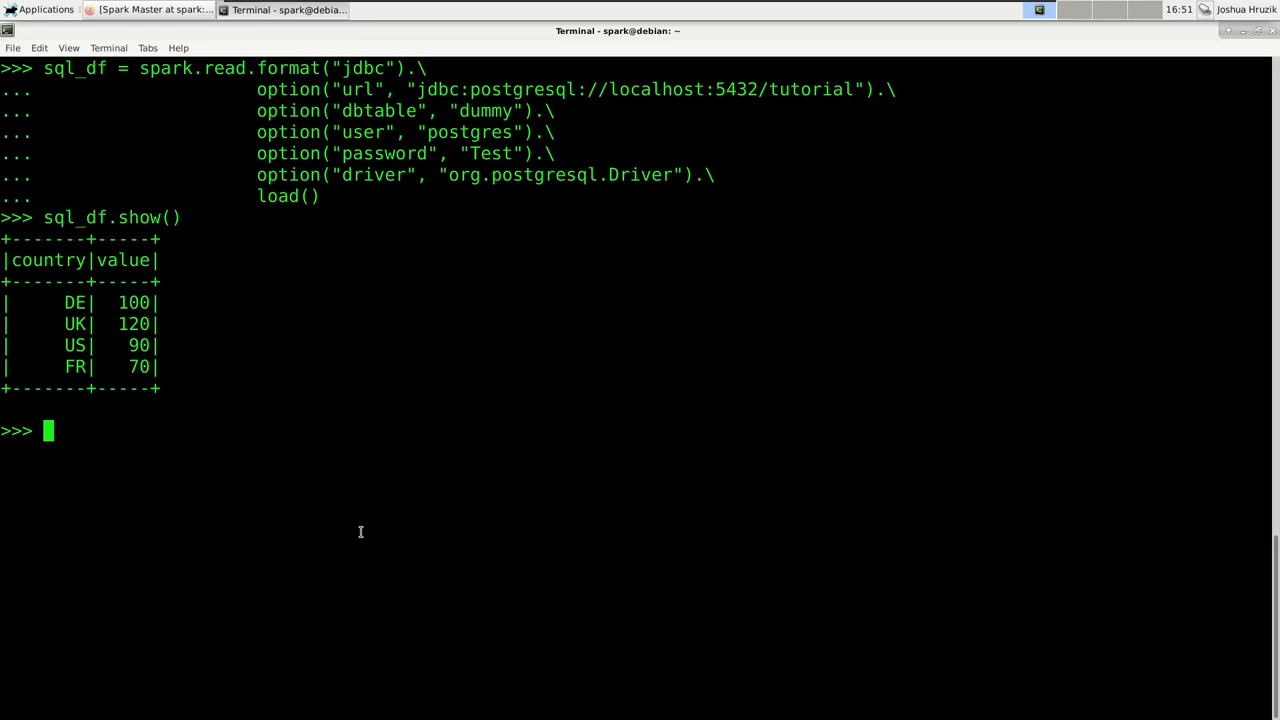 Applications [Spark Master at spark:... Terminal - spark@debia... 16:51 Joshua Hruzik
Terminal - spark@debian: ~
File Edit View Terminal Tabs Help
>>> sql_df = spark.read.format("jdbc").\
... option("url", "jdbc:postgresql://localhost:5432/tutorial").\
... option("dbtable", "dummy").\
... option("user", "postgres").\
... option("password", "Test").\
... option("driver", "org.postgresql.Driver").\
... load()
>>> sql_df.show()
+-------+-----+
|country|value|
+-------+-----+
|     DE|  100|
|     UK|  120|
|     US|   90|
|     FR|   70|
+-------+-----+
>>>